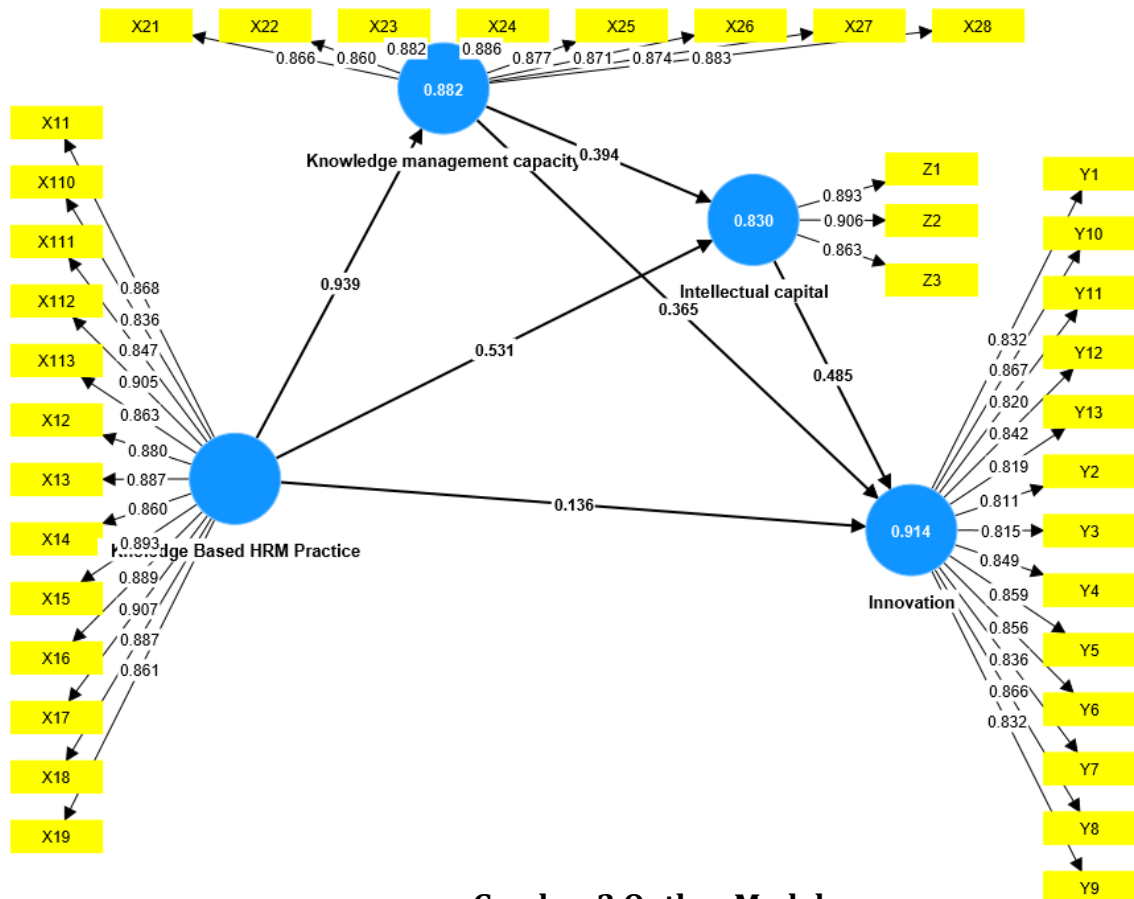 X21
X22
X23
X24
X25
X26
X27
X28
0.866
0.860
0.882
0.886
0.877
0.871
0.874
0.883
0.882
Knowledge management capacity
X11
X110
X111
X112
X113
X12
X13
X14
X15
X16
X17
X18
X19
0.868
0.836
0.847
0.905
0.863
0.880
0.887
0.860
0.893
0.889
0.907
0.887
0.861
Based HRM Practice
0.939
0.394
0.531
0.365
0.136
0.485
0.830
Intellectual capital
0.893
0.906
0.863
Z1
Z2
Z3
0.914
Innovation
0.832
0.867
0.820
0.842
0.819
0.811
0.815
0.849
0.859
0.856
0.836
0.866
0.832
Y1
Y10
Y11
Y12
Y13
Y2
Y3
Y4
Y5
Y6
Y7
Y8
Y9